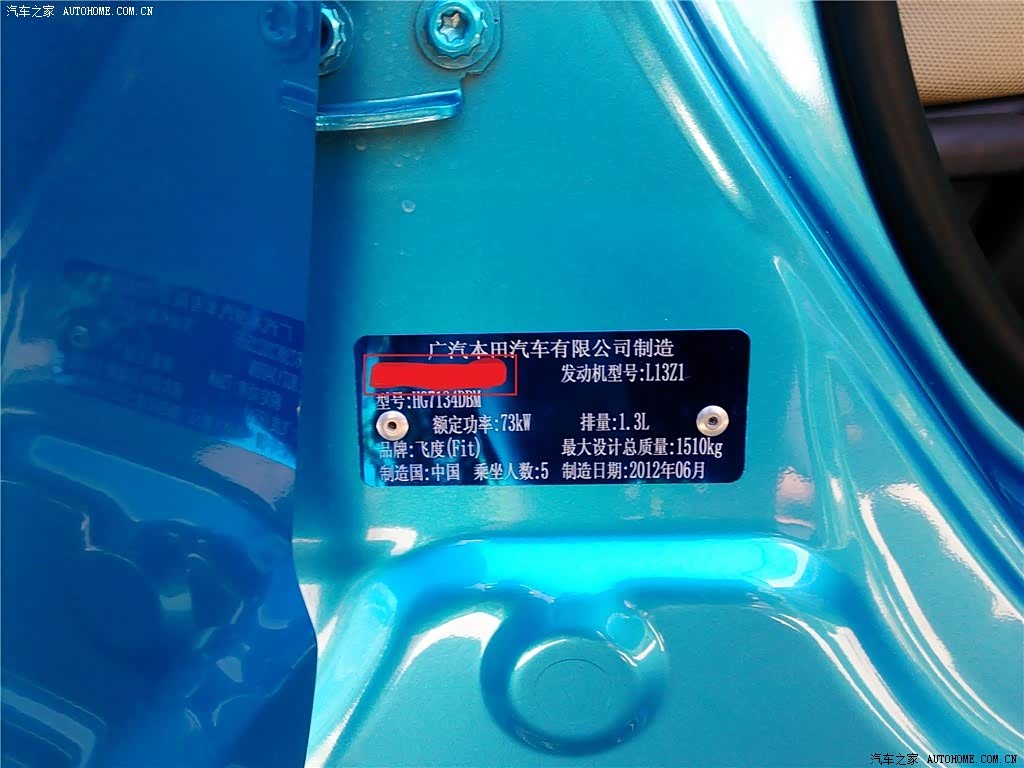 汽车之家 AUTOHOME.COM.CN
广汽本田汽车有限公司制造
发动机型号:L13Z1
型号:HG7134DBM
额定功率:73kW 排量:1.3L
品牌:飞度(Fit) 最大设计总质量:1510kg
制造国:中国 乘坐人数:5 制造日期:2012年06月
汽车之家 AUTOHOME.COM.CN